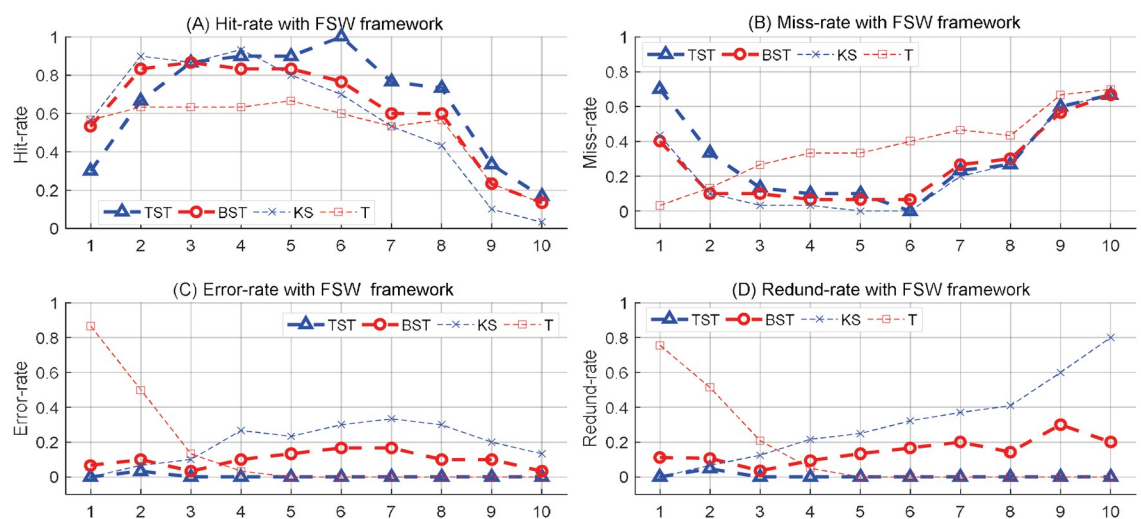 (A) Hit-rate with FSW framework
1
0.8
0.6
0.4
0.2
0
Hit-rate
TST BST KS T
1 2 3 4 5 6 7 8 9 10
(B) Miss-rate with FSW framework
1
0.8
0.6
0.4
0.2
0
Miss-rate
TST BST KS T
1 2 3 4 5 6 7 8 9 10
(C) Error-rate with FSW framework
1
0.8
0.6
0.4
0.2
0
Error-rate
TST BST KS T
1 2 3 4 5 6 7 8 9 10
(D) Redund-rate with FSW framework
1
0.8
0.6
0.4
0.2
0
Redund-rate
TST BST KS T
1 2 3 4 5 6 7 8 9 10